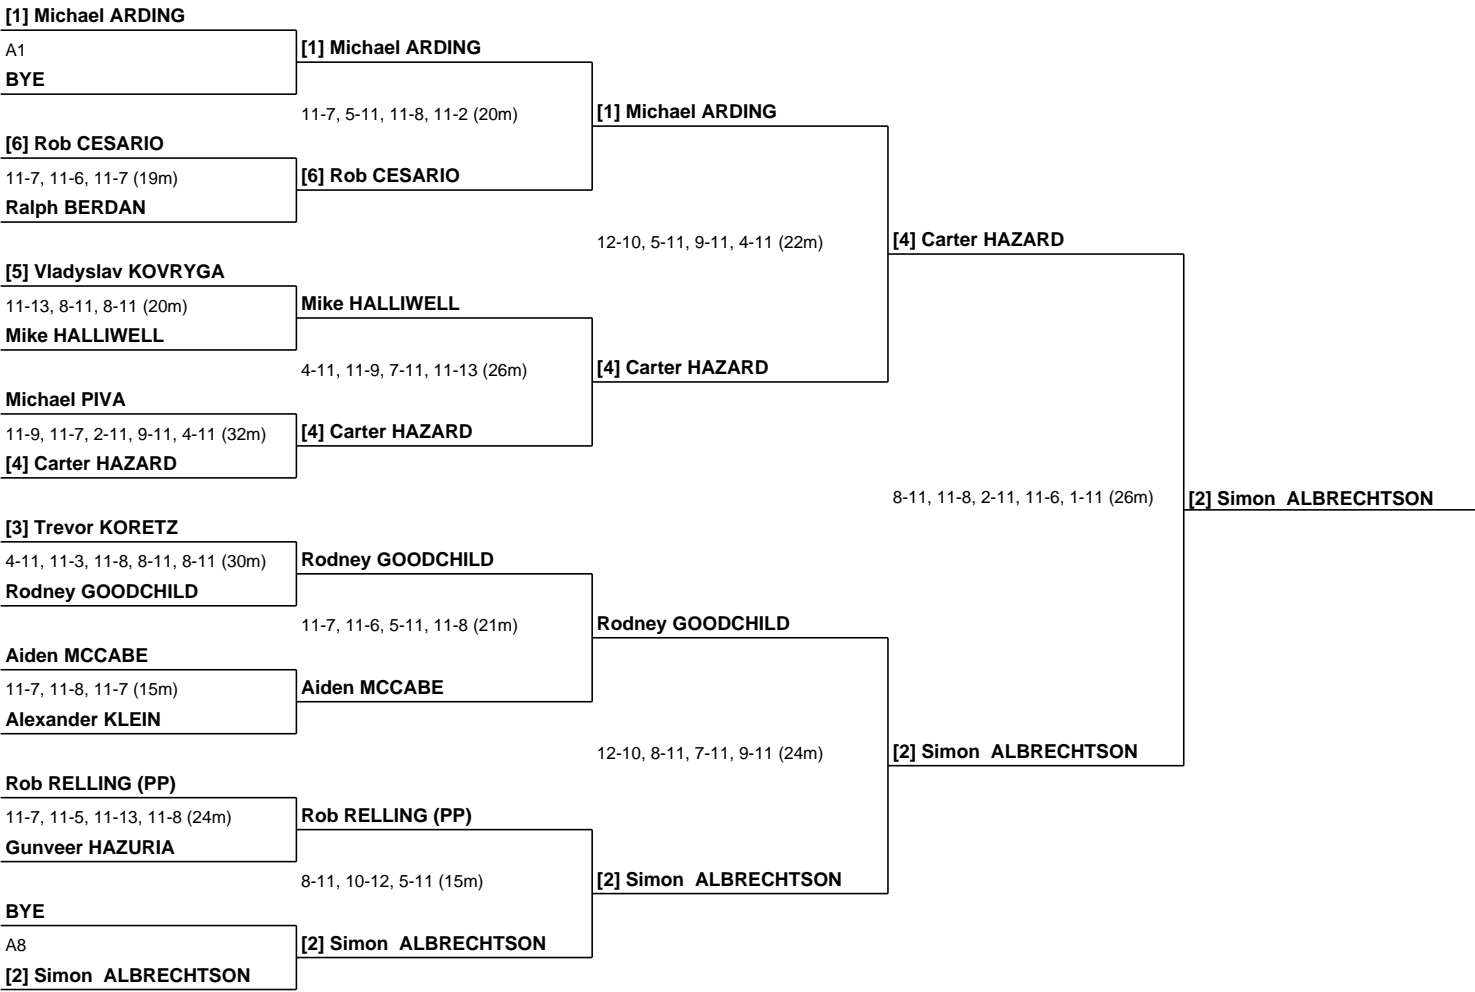 [1] Michael ARDING
A1
BYE
[6] Rob CESARIO
11-7, 11-6, 11-7 (19m)
Ralph BERDAN
[5] Vladyslav KOVRYGA
11-13, 8-11, 8-11 (20m)
Mike HALLIWELL
Michael PIVA
11-9, 11-7, 2-11, 9-11, 4-11 (32m)
[4] Carter HAZARD
[3] Trevor KORETZ
4-11, 11-3, 11-8, 8-11, 8-11 (30m)
Rodney GOODCHILD
Aiden MCCABE
11-7, 11-8, 11-7 (15m)
Alexander KLEIN
Rob RELLING (PP)
11-7, 11-5, 11-13, 11-8 (24m)
Gunveer HAZURIA
BYE
A8
[2] Simon  ALBRECHTSON
[1] Michael ARDING
11-7, 5-11, 11-8, 11-2 (20m)
[6] Rob CESARIO
Mike HALLIWELL
4-11, 11-9, 7-11, 11-13 (26m)
[4] Carter HAZARD
Rodney GOODCHILD
11-7, 11-6, 5-11, 11-8 (21m)
Aiden MCCABE
Rob RELLING (PP)
8-11, 10-12, 5-11 (15m)
[2] Simon  ALBRECHTSON
[1] Michael ARDING
12-10, 5-11, 9-11, 4-11 (22m)
[4] Carter HAZARD
Rodney GOODCHILD
12-10, 8-11, 7-11, 9-11 (24m)
[2] Simon  ALBRECHTSON
[4] Carter HAZARD
8-11, 11-8, 2-11, 11-6, 1-11 (26m)
[2] Simon  ALBRECHTSON
[2] Simon  ALBRECHTSON